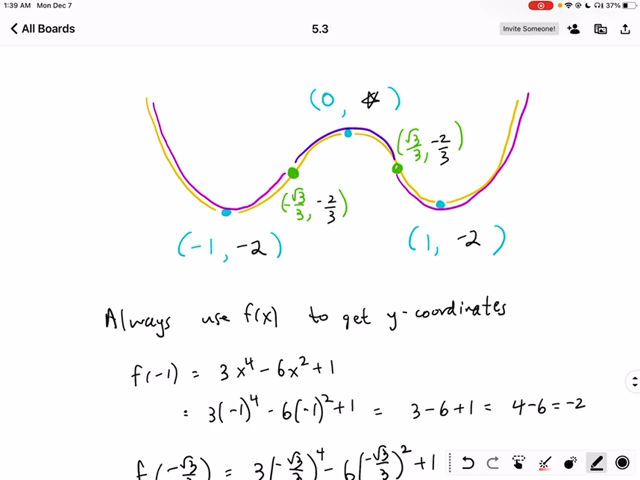 1:39 AM Mon Dec 7
37%
All Boards
5.3
Invite Someone!
(0, )
(√3/3, -2/3)
(-√3/3, -2/3)
(-1, -2)
(1, -2)
Always use f(x) to get y-coordinates
f(-1) = 3x⁴ - 6x² + 1
= 3(-1)⁴ - 6(-1)² + 1 = 3 - 6 + 1 = 4 - 6 = -2
f(-√3/3) = 3(-√3/3)⁴ - 6(-√3/3)² + 1